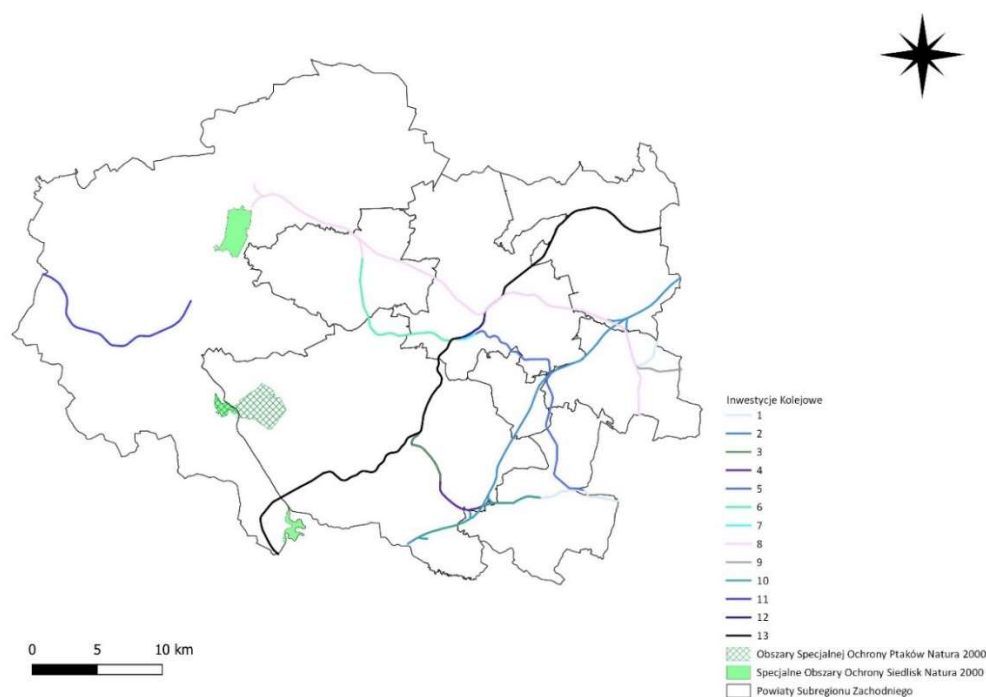 Inwestycje Kolejowe
1
2
3
4
5
6
7
8
9
10
11
12
13
Obszary Specjalnej Ochrony Ptaków Natura 2000
Specjalne Obszary Ochrony Siedlisk Natura 2000
Powiaty Subregionu Zachodniego
0 5 10 km